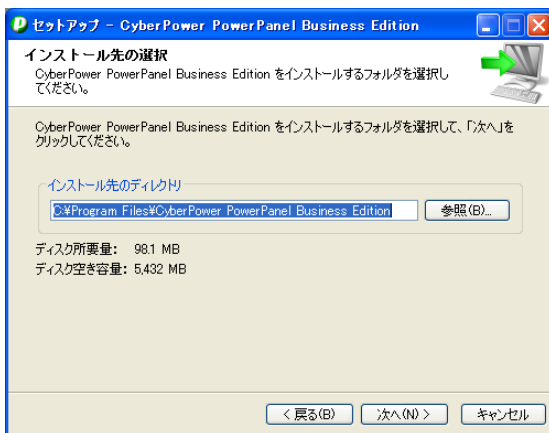 セットアップ - CyberPower PowerPanel Business Edition
インストール先の選択
CyberPower PowerPanel Business Edition をインストールするフォルダを選択し
てください。
CyberPower PowerPanel Business Edition をインストールするフォルダを選択して、「次へ」を
クリックしてください。
インストール先のディレクトリ
C:¥Program Files¥CyberPower PowerPanel Business Edition
参照(B)...
ディスク所要量: 98.1 MB
ディスク空き容量: 5,432 MB
< 戻る(B)
次へ(N) >
キャンセル